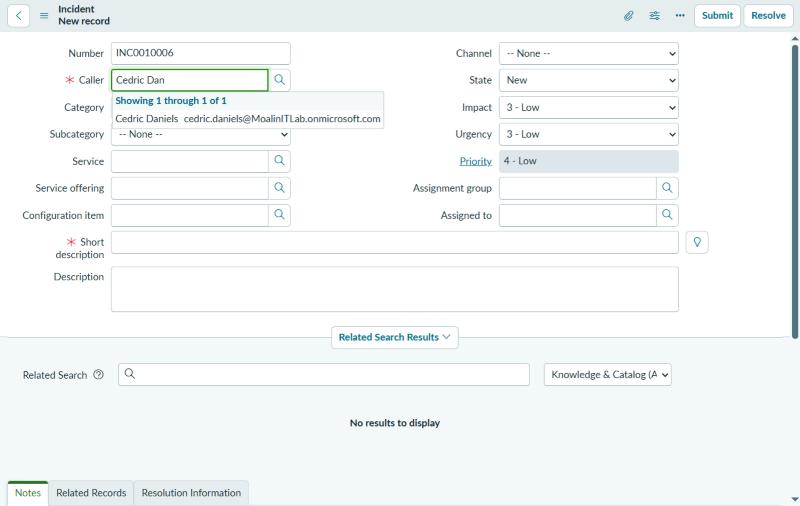 Incident
New record
Submit
Resolve
Number
INC0010006
Channel
-- None --
Caller
Cedric Dan
State
New
Showing 1 through 1 of 1
Cedric Daniels cedric.daniels@MoalinITLab.onmicrosoft.com
Category
Impact
3 - Low
Subcategory
-- None --
Urgency
3 - Low
Service
Priority
4 - Low
Service offering
Assignment group
Configuration item
Assigned to
Short
description
Description
Related Search Results
Related Search
Knowledge & Catalog (A
No results to display
Notes
Related Records
Resolution Information